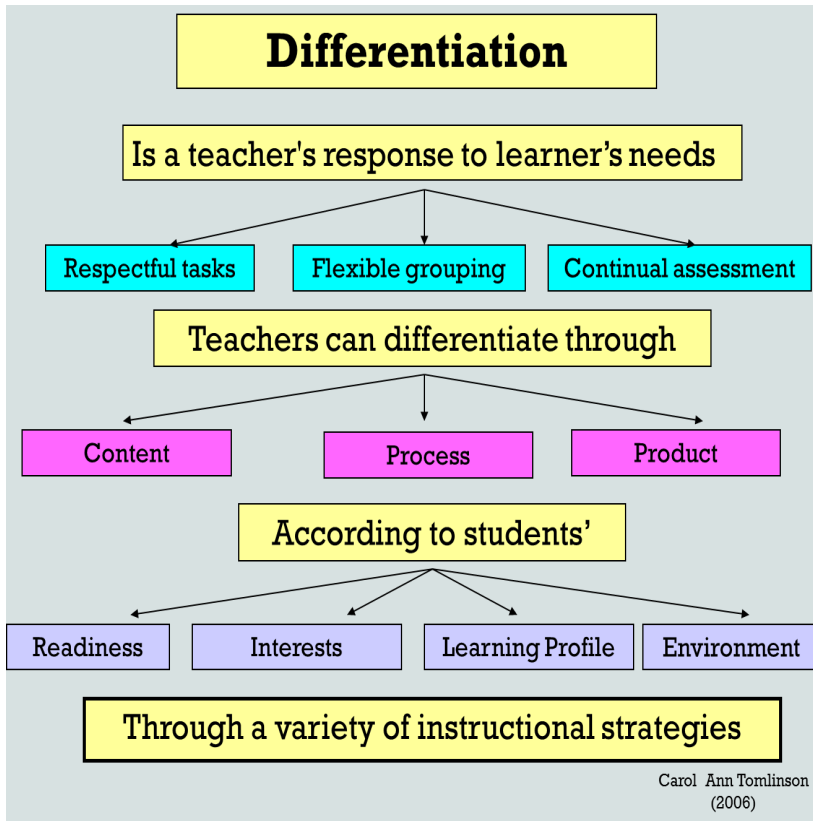 Differentiation
Is a teacher's response to learner’s needs
Respectful tasks
Flexible grouping
Continual assessment
Teachers can differentiate through
Content
Process
Product
According to students’
Readiness
Interests
Learning Profile
Environment
Through a variety of instructional strategies
Carol Ann Tomlinson
(2006)